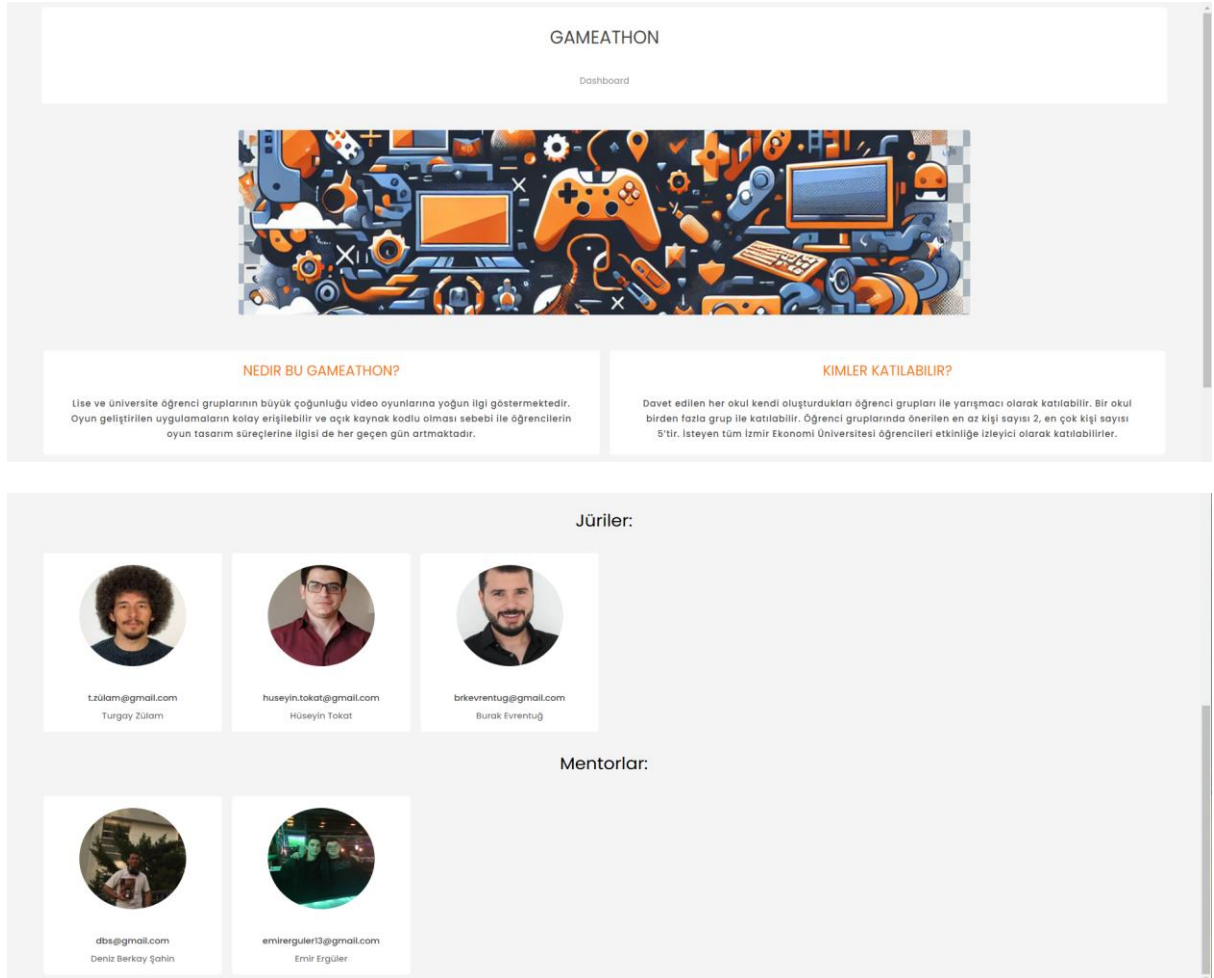 GAMEATHON
Dashboard
NEDIR BU GAMEATHON?
Lise ve üniversite öğrenci gruplarının büyük çoğunluğu video oyunlarına yoğun ilgi göstermektedir.
Oyun geliştirilen uygulamaların kolay erişilebilir ve açık kaynak kodlu olması sebebi ile öğrencilerin
oyun tasarım süreçlerine ilgisi de her geçen gün artmaktadır.
KIMLER KATILABILIR?
Davet edilen her okul kendi oluşturdukları öğrenci grupları ile yarışmacı olarak katılabilir. Bir okul
birden fazla grup ile katılabilir. Öğrenci gruplarında önerilen en az kişi sayısı 2, en çok kişi sayısı
5'tir. İsteyen tüm İzmir Ekonomi Üniversitesi öğrencileri etkinliğe izleyici olarak katılabilirler.
Jüriler:
t.zülam@gmail.com
Turgay Zülam
huseyin.tokat@gmail.com
Hüseyin Tokat
brkevrentug@gmail.com
Burak Evrentuğ
Mentorlar:
dbs@gmail.com
Deniz Berkay Şahin
emirerguler13@gmail.com
Emir Ergüler